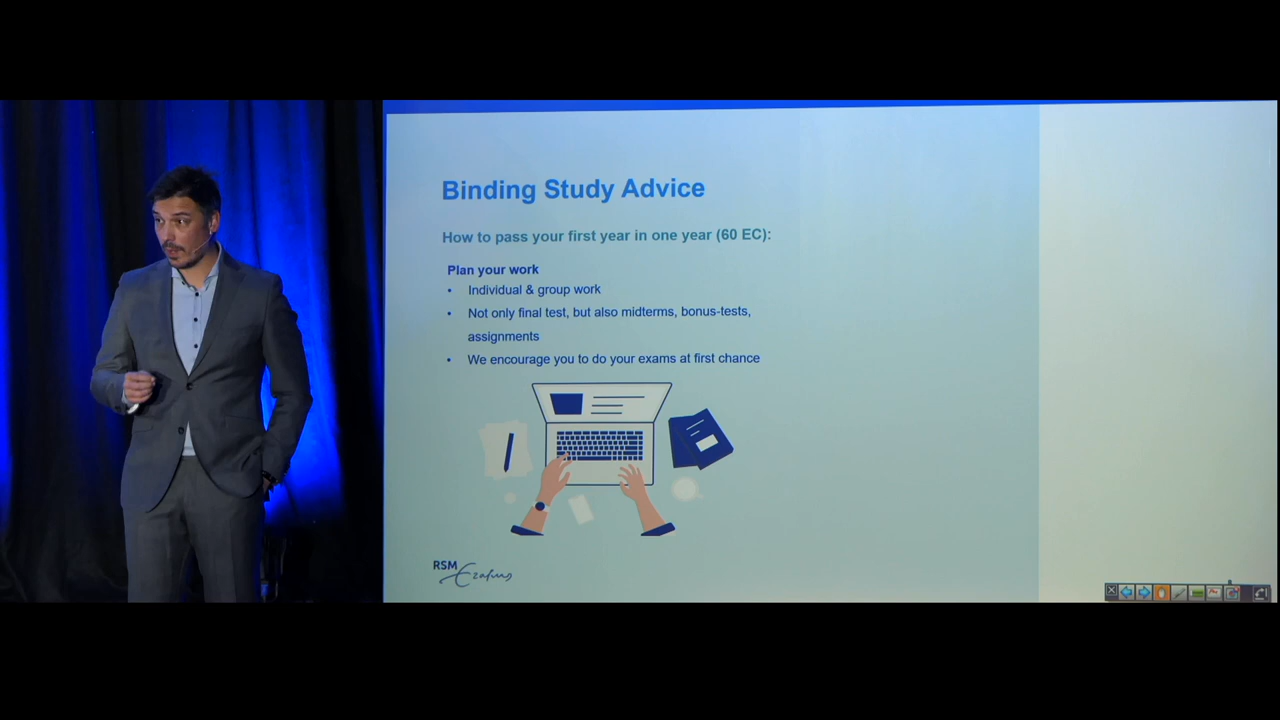 Binding Study Advice
How to pass your first year in one year (60 EC):
Plan your work
• Individual & group work
• Not only final test, but also midterms, bonus-tests,
assignments
• We encourage you to do your exams at first chance
RSM
Erasmus